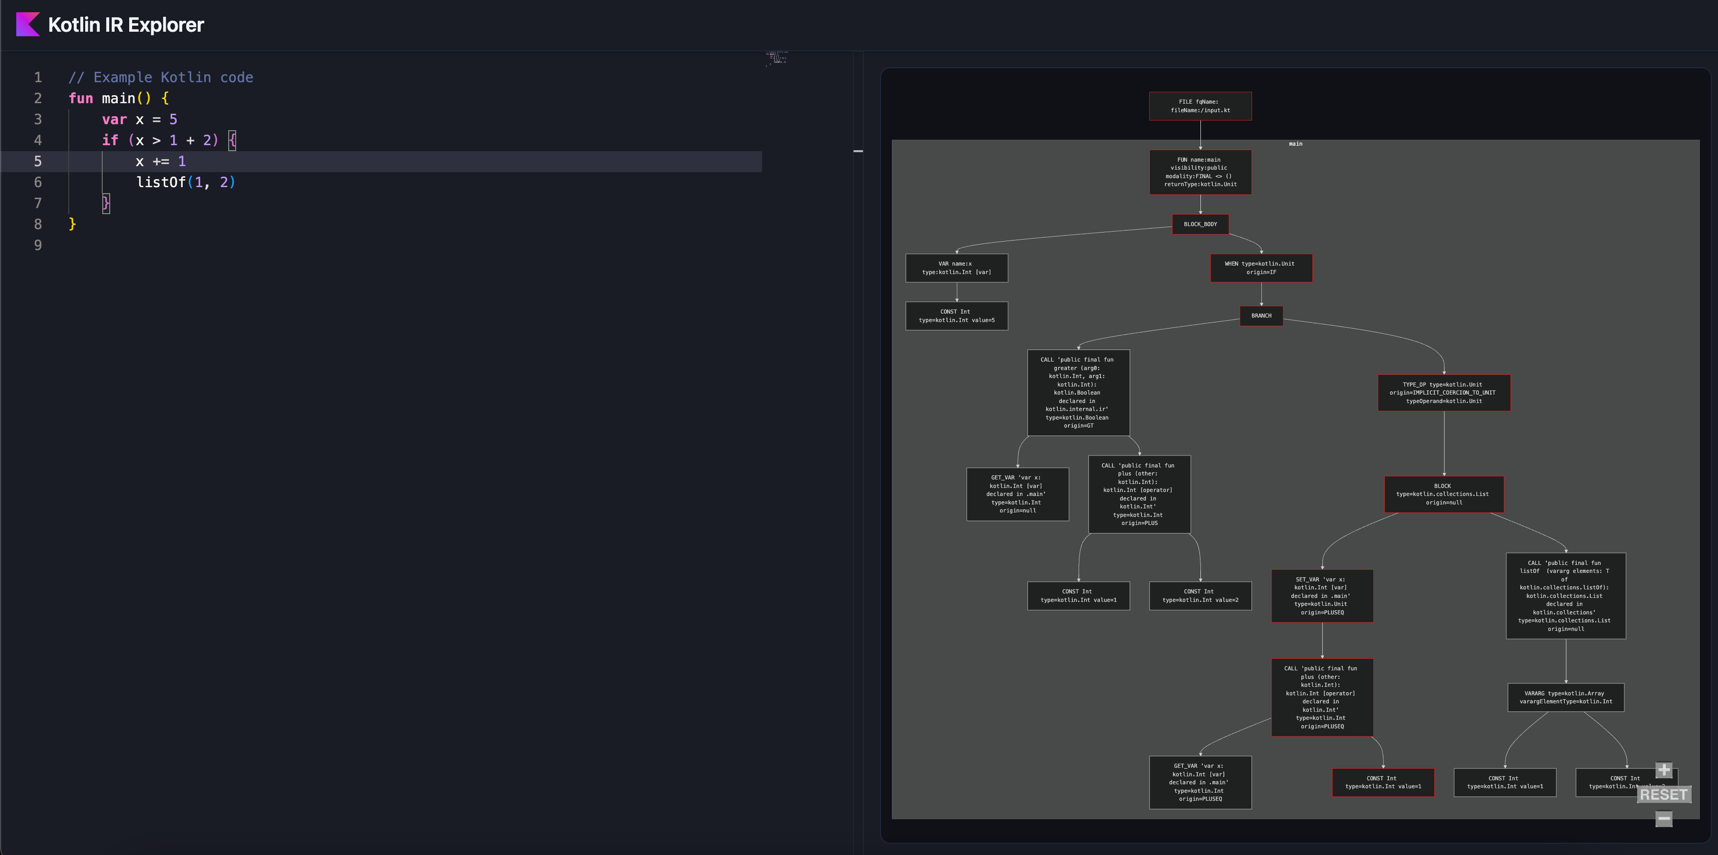 Kotlin IR Explorer
1 // Example Kotlin code
2 fun main() {
3 var x = 5
4 if (x > 1 + 2) {
5 x += 1
6 listOf(1, 2)
7 }
8 }
9
FILE fqName:
fileName:/input.kt
main
FUN name:main
visibility:public
modality:FINAL <> ()
returnType:kotlin.Unit
BLOCK_BODY
VAR name:x
type:kotlin.Int [var]
WHEN type=kotlin.Unit
origin=IF
CONST Int
type=kotlin.Int value=5
BRANCH
CALL 'public final fun
greater (arg0:
kotlin.Int, arg1:
kotlin.Int):
kotlin.Boolean
declared in
kotlin.internal.ir'
type=kotlin.Boolean
origin=GT
TYPE_OP type=kotlin.Unit
origin=IMPLICIT_COERCION_TO_UNIT
typeOperand=kotlin.Unit
GET_VAR 'var x:
kotlin.Int [var]
declared in .main'
type=kotlin.Int
origin=null
CALL 'public final fun
plus (other:
kotlin.Int):
kotlin.Int [operator]
declared in
kotlin.Int'
type=kotlin.Int
origin=PLUS
BLOCK
type=kotlin.collections.List
origin=null
CONST Int
type=kotlin.Int value=1
CONST Int
type=kotlin.Int value=2
SET_VAR 'var x:
kotlin.Int [var]
declared in .main'
type=kotlin.Unit
origin=PLUSEQ
CALL 'public final fun
listOf (vararg elements: T
of
kotlin.collections.listOf):
kotlin.collections.List
declared in
kotlin.collections'
type=kotlin.collections.List
origin=null
CALL 'public final fun
plus (other:
kotlin.Int):
kotlin.Int [operator]
declared in
kotlin.Int'
type=kotlin.Int
origin=PLUSEQ
VARARG type=kotlin.Array
varargElementType=kotlin.Int
GET_VAR 'var x:
kotlin.Int [var]
declared in .main'
type=kotlin.Int
origin=PLUSEQ
CONST Int
type=kotlin.Int value=1
CONST Int
type=kotlin.Int value=1
CONST Int
type=kotlin.Int
+
RESET
−